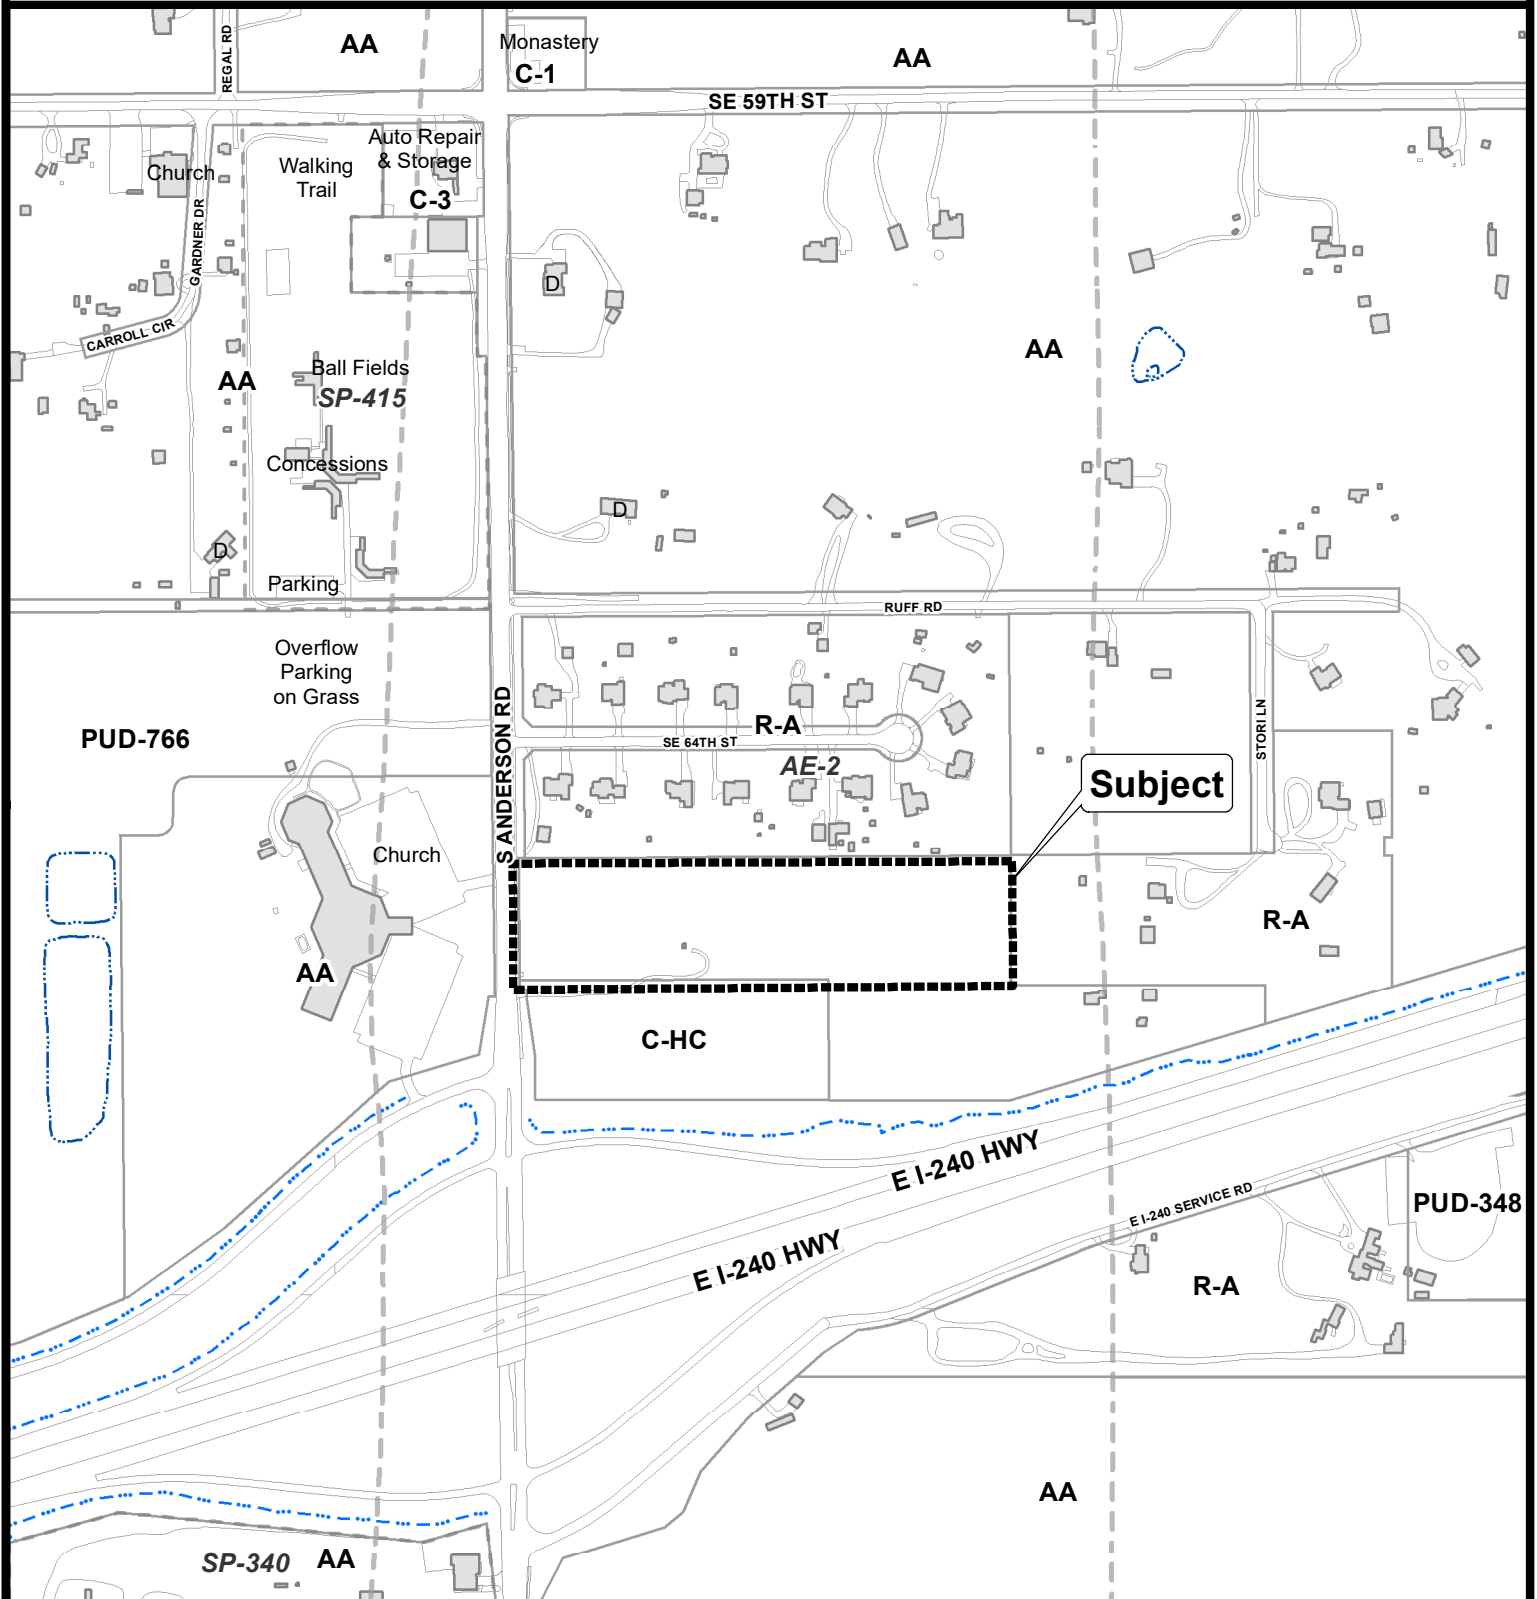 REGAL RD
AA
Monastery
C-1
AA
SE 59TH ST
Auto Repair
& Storage
C-3
Walking
Trail
Church
GARDNER DR
CARROLL CIR
D
AA
Ball Fields
SP-415
AA
Concessions
D
D
Parking
RUFF RD
Overflow
Parking
on Grass
PUD-766
S ANDERSON RD
R-A
SE 64TH ST
AE-2
STORI LN
Subject
Church
R-A
AA
C-HC
E I-240 HWY
E I-240 SERVICE RD
PUD-348
E I-240 HWY
R-A
AA
SP-340
AA